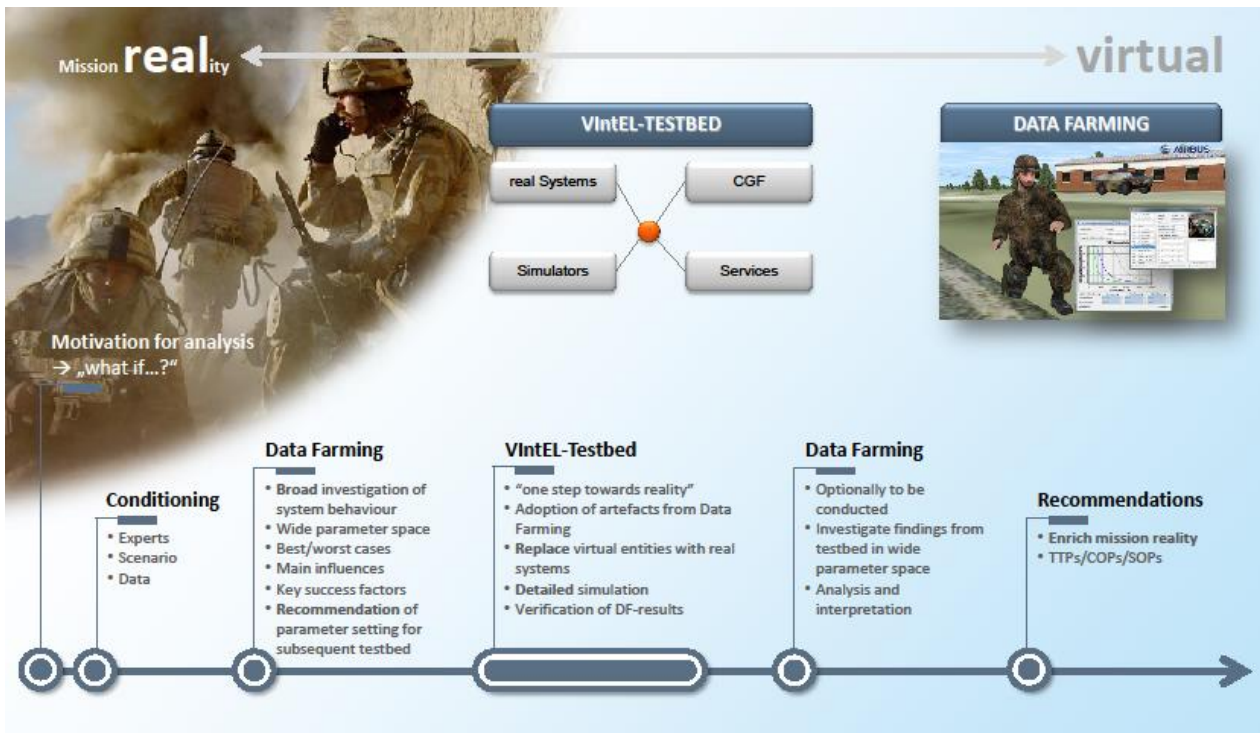 Mission reality
virtual
VIntEL-TESTBED
real Systems
CGF
Simulators
Services
DATA FARMING
AIRBUS
Motivation for analysis
→ „what if...?“
Conditioning
• Experts
• Scenario
• Data
Data Farming
• Broad investigation of
system behaviour
• Wide parameter space
• Best/worst cases
• Main influences
• Key success factors
• Recommendation of
parameter setting for
subsequent testbed
VIntEL-Testbed
• “one step towards reality”
• Adoption of artefacts from Data
Farming
• Replace virtual entities with real
systems
• Detailed simulation
• Verification of DF-results
Data Farming
• Optionally to be
conducted
• Investigate findings from
testbed in wide
parameter space
• Analysis and
interpretation
Recommendations
• Enrich mission reality
• TTPs/COPs/SOPs